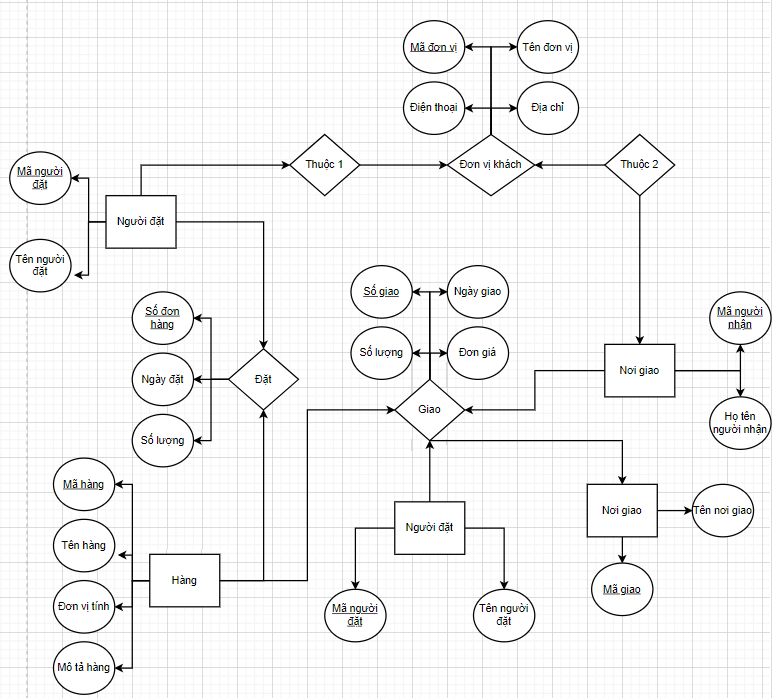 Mã đơn vị
Tên đơn vị
Điện thoại
Địa chỉ
Thuộc 1
Đơn vị khách
Thuộc 2
Mã người
đặt
Người đặt
Tên người
đặt
Số giao
Ngày giao
Số đơn
hàng
Mã người
nhận
Số lượng
Đơn giá
Nơi giao
Ngày đặt
Đặt
Giao
Họ tên
người nhận
Số lượng
Mã hàng
Tên hàng
Người đặt
Nơi giao
Tên nơi giao
Hàng
Đơn vị tính
Mã người
đặt
Tên người
đặt
Mã giao
Mô tả hàng